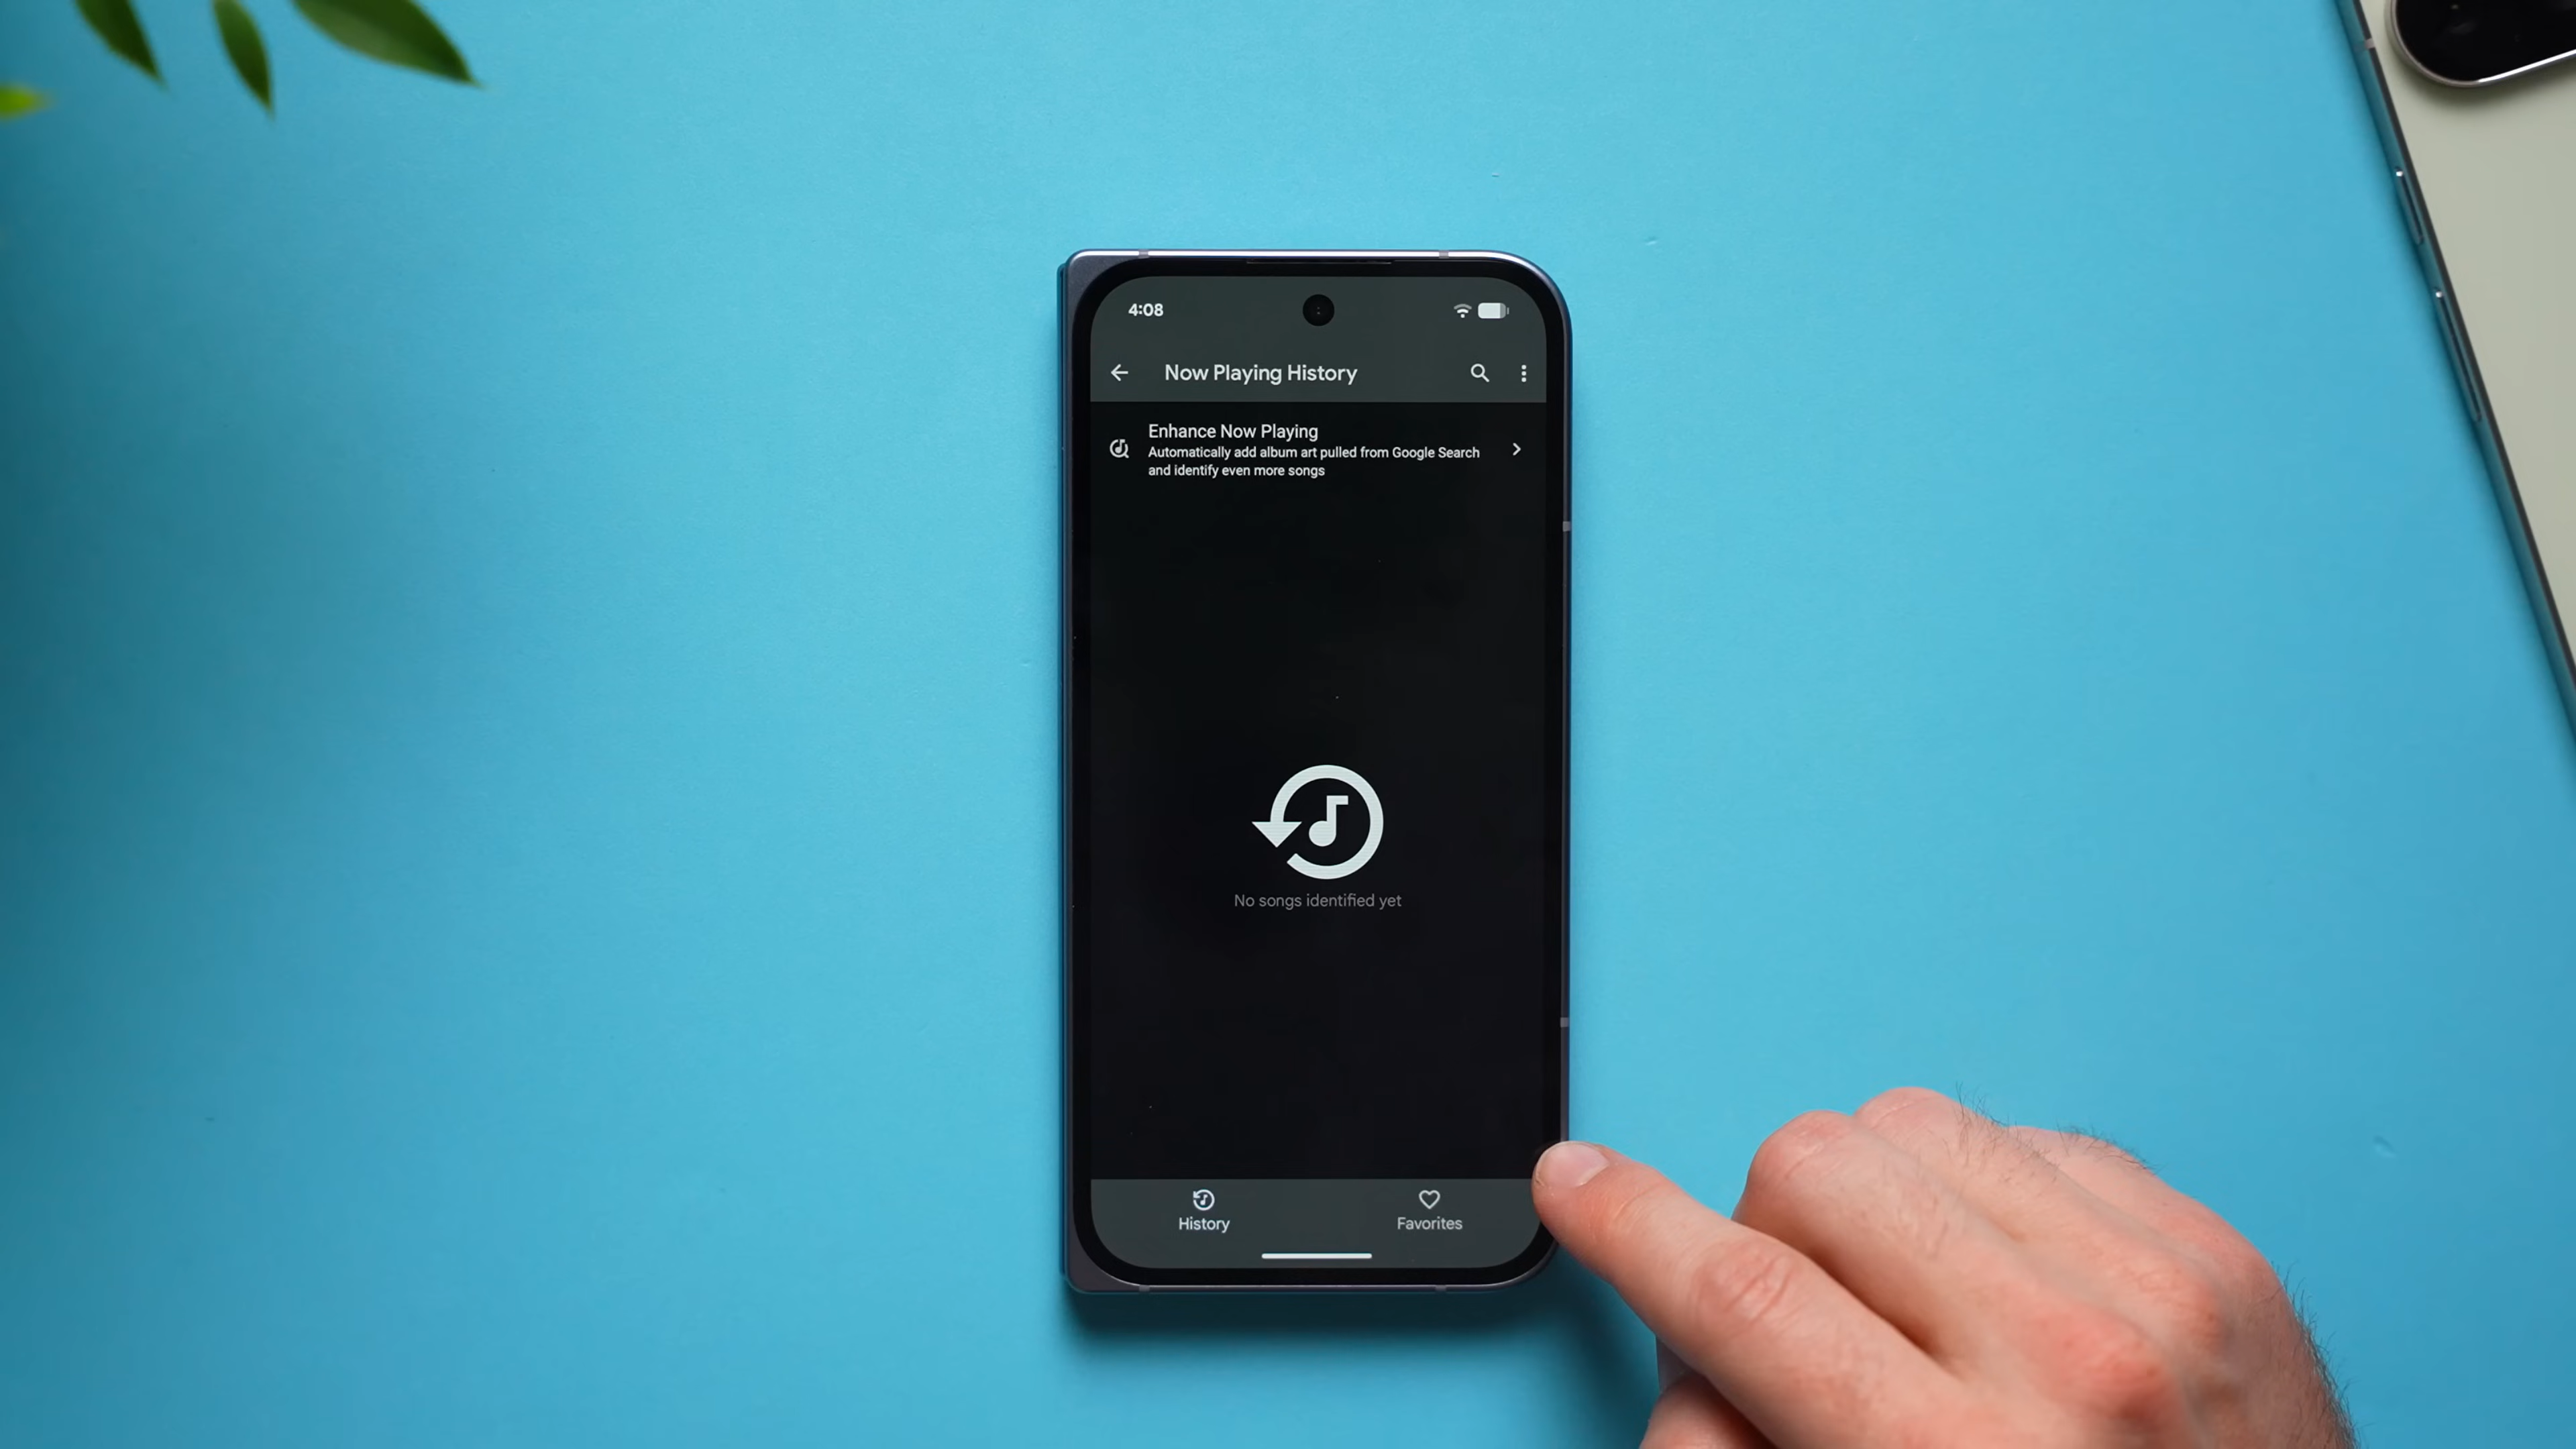 4:08
Now Playing History
Enhance Now Playing
Automatically add album art pulled from Google Search
and identify even more songs
No songs identified yet
History
Favorites